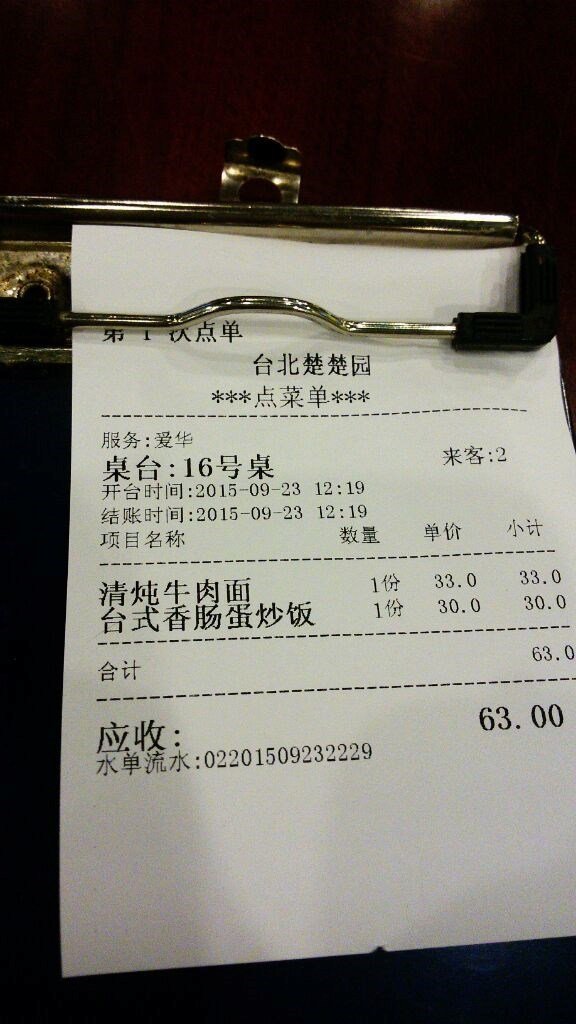 第 1 次点单
台北楚楚园
***点菜单***
服务:爱华
桌台:16号桌 来客:2
开台时间:2015-09-23 12:19
结账时间:2015-09-23 12:19
项目名称 数量 单价 小计
清炖牛肉面 1份 33.0 33.0
台式香肠蛋炒饭 1份 30.0 30.0
合计 63.0
应收: 63.00
水单流水:02201509232229